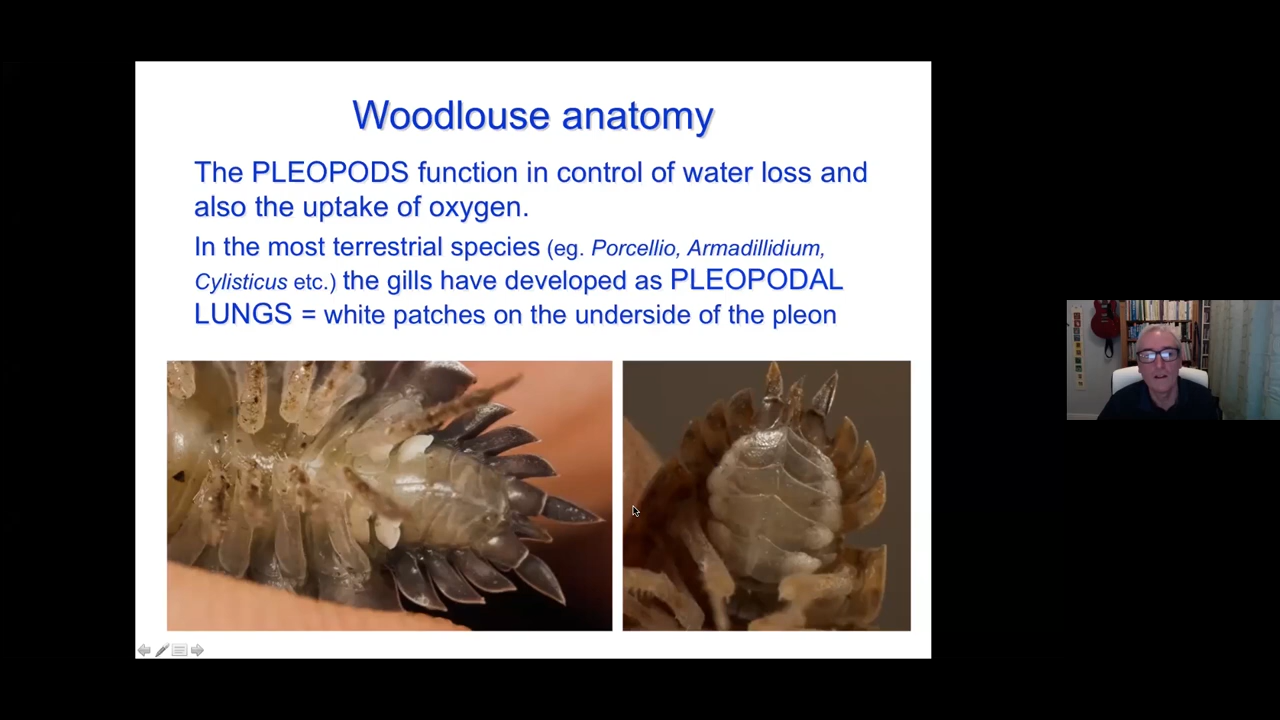 Woodlouse anatomy
The PLEOPODS function in control of water loss and
also the uptake of oxygen.
In the most terrestrial species (eg. Porcellio, Armadillidium,
Cylisticus etc.) the gills have developed as PLEOPODAL
LUNGS = white patches on the underside of the pleon